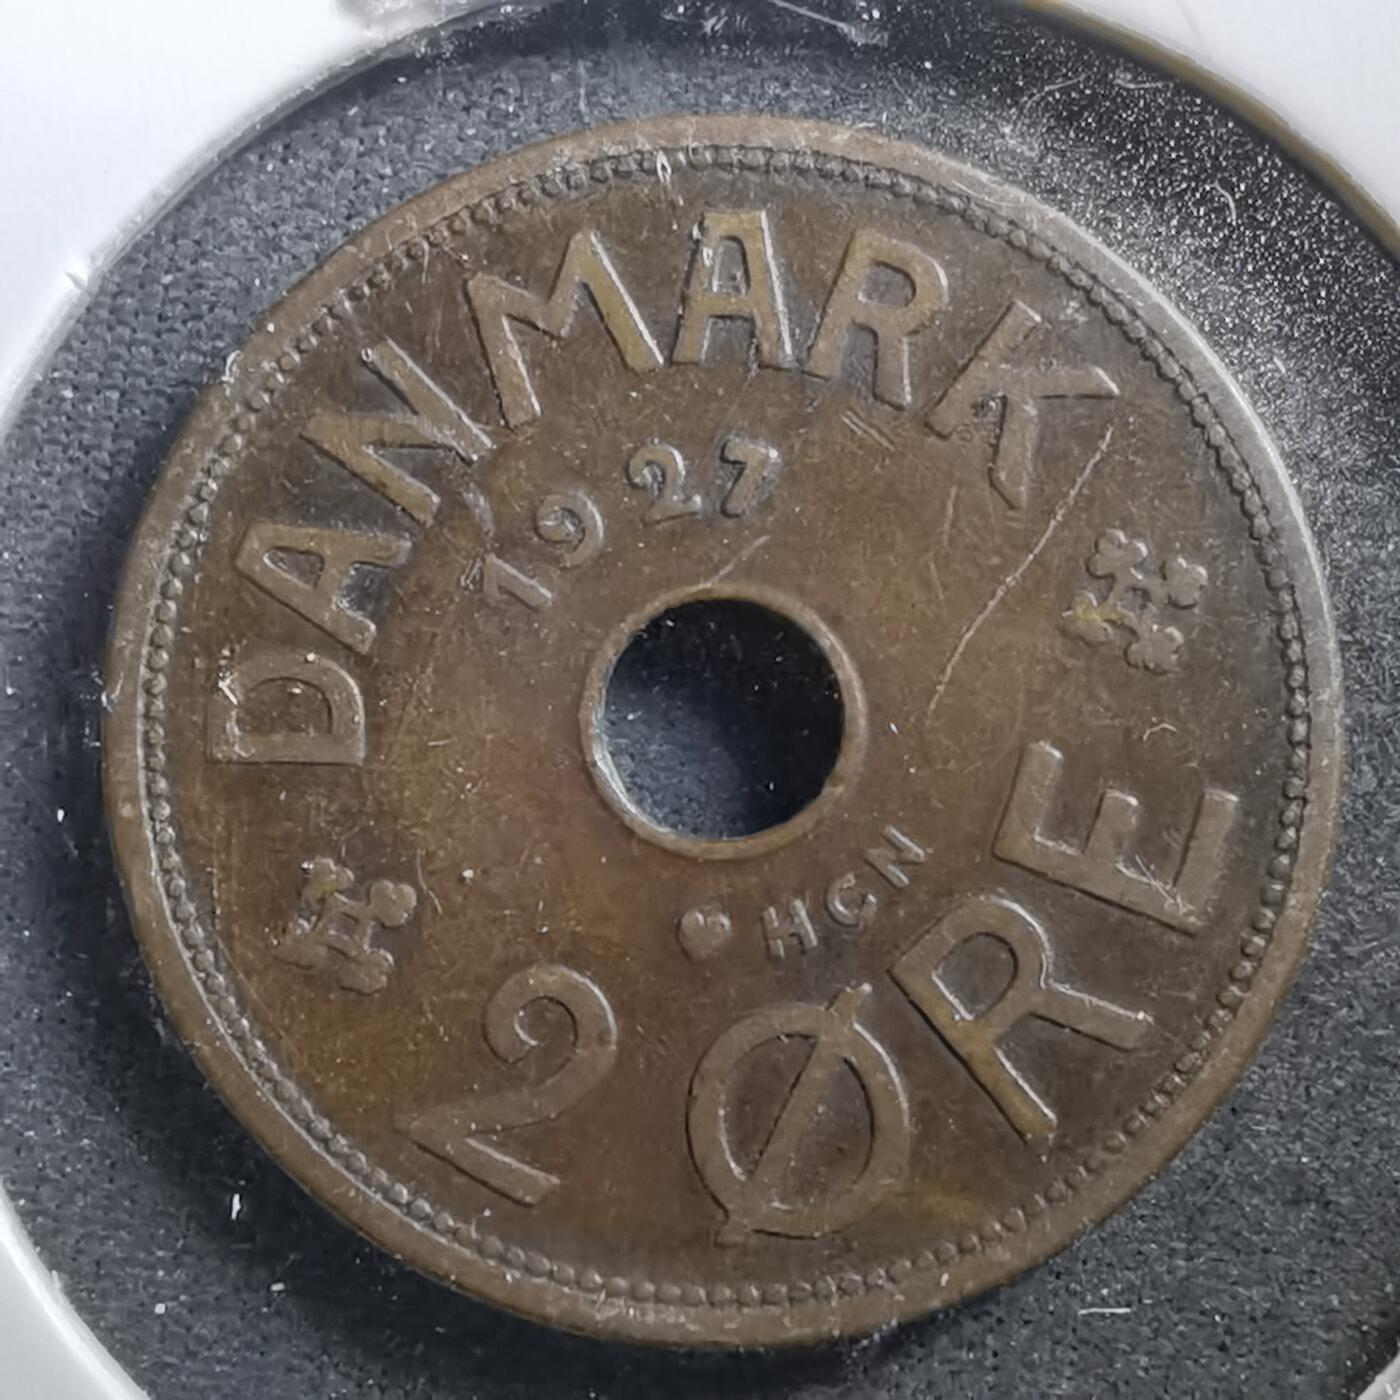 DANMARK
1927
♥ HCN
2 ØRE